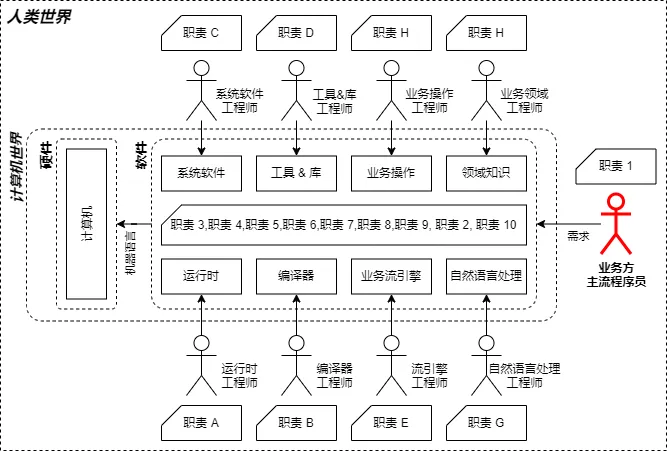 人类世界
职责 C
职责 D
职责 H
职责 H
系统软件
工程师
工具&库
工程师
业务操作
工程师
业务领域
工程师
计算机世界
硬件
软件
计算机
机器语言
系统软件
工具 & 库
业务操作
领域知识
职责 1
职责 3,职责 4,职责 5,职责 6,职责 7,职责 8,职责 9, 职责 2, 职责 10
需求
业务方
主流程序员
运行时
编译器
业务流引擎
自然语言处理
运行时
工程师
编译器
工程师
流引擎
工程师
自然语言处理
工程师
职责 A
职责 B
职责 E
职责 G